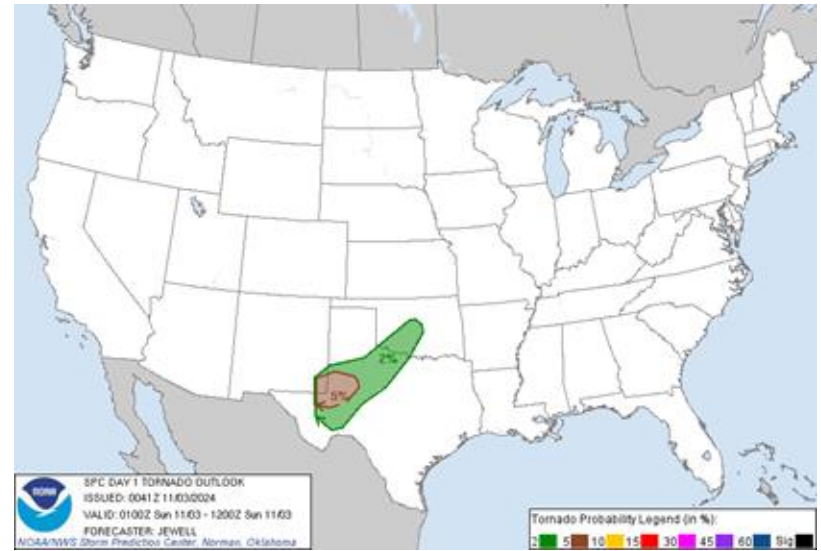 2%
5%
SPC DAY 1 TORNADO OUTLOOK
ISSUED: 0041Z 11/03/2024
VALID: 0100Z Sun 11/03 - 1200Z Sun 11/03
FORECASTER: JEWELL
NOAA/NWS Storm Prediction Center, Norman, Oklahoma
NOAA
Tornado Probability Legend (in %):
2 5 10 15 30 45 60 Sig